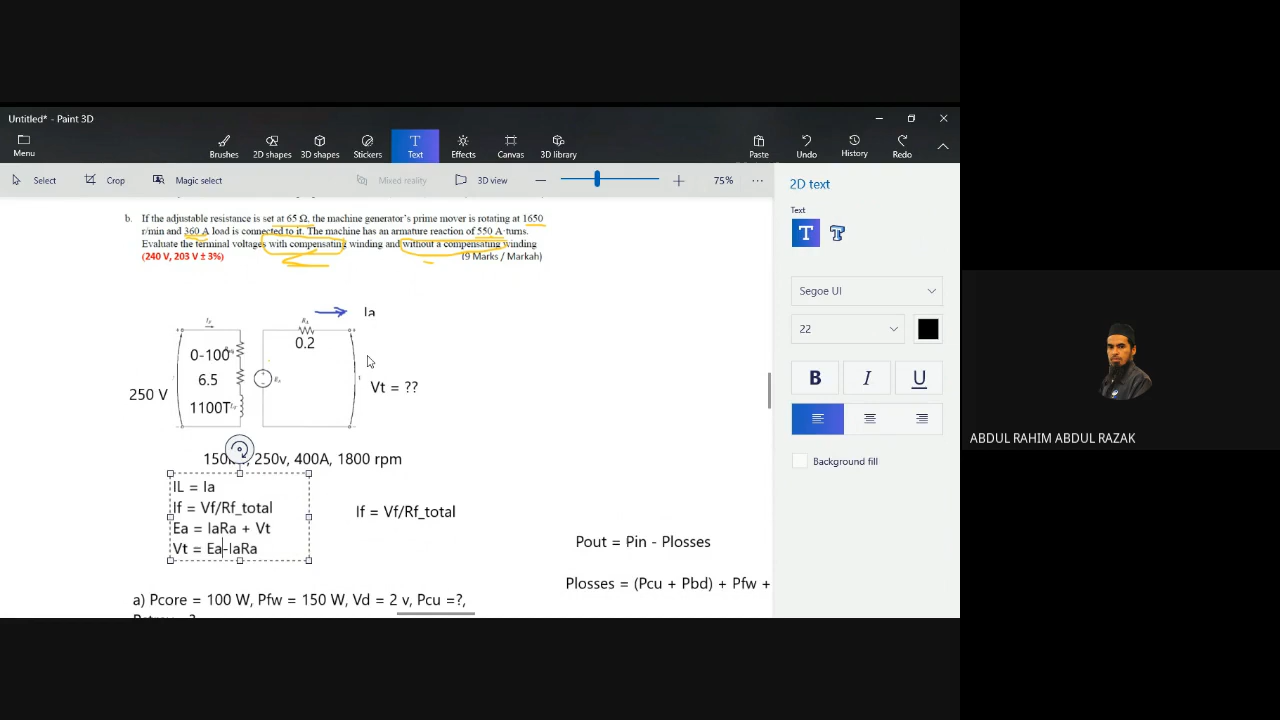 Untitled* - Paint 3D
Menu
Brushes
2D shapes
3D shapes
Stickers
Text
Effects
Canvas
3D library
Paste
Undo
History
Redo
Select
Crop
Magic select
Mixed reality
3D view
75%
2D text
Text
Segoe UI
22
B I U
Background fill
b. If the adjustable resistance is set at 65 Ω, the machine generator's prime mover is rotating at 1650
r/min and 360 A load is connected to it. The machine has an armature reaction of 550 A·turns.
Evaluate the terminal voltages with compensating winding and without a compensating winding
(240 V, 203 V ± 3%) (9 Marks / Markah)
Ia
0.2
0-100
6.5
250 V
1100T
Vt = ??
250v, 400A, 1800 rpm
IL = Ia
If = Vf/Rf_total
Ea = IaRa + Vt
Vt = Ea-IaRa
If = Vf/Rf_total
Pout = Pin - Plosses
Plosses = (Pcu + Pbd) + Pfw +
a) Pcore = 100 W, Pfw = 150 W, Vd = 2 v, Pcu =?,
ABDUL RAHIM ABDUL RAZAK